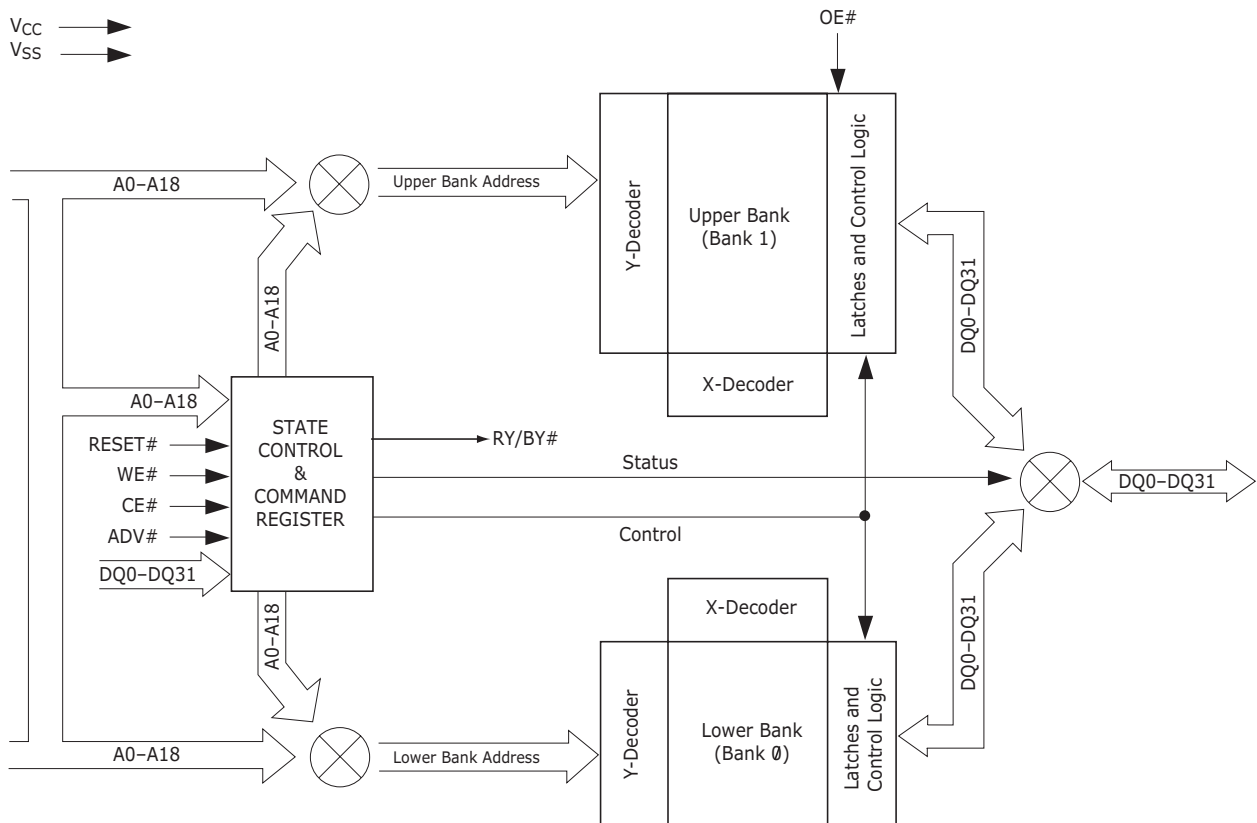 VCC
VSS
OE#
A0–A18
Upper Bank Address
Y-Decoder
Upper Bank
(Bank 1)
Latches and Control Logic
X-Decoder
DQ0–DQ31
A0–A18
A0–A18
RESET#
WE#
CE#
ADV#
DQ0–DQ31
STATE
CONTROL
&
COMMAND
REGISTER
RY/BY#
Status
Control
DQ0–DQ31
A0–A18
X-Decoder
DQ0–DQ31
A0–A18
Lower Bank Address
Y-Decoder
Lower Bank
(Bank 0)
Latches and
Control Logic